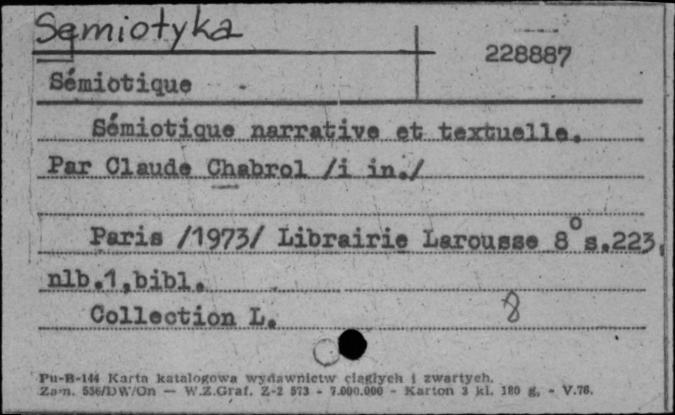 Semiotyka
228887
Sémiotique
Sémiotique narrative et textuelle.
Par Claude Chabrol /i in./
Paris /1973/ Librairie Larousse 8° s.223,
nlb.1,bibl.
Collection L.
8
Pu-B-144 Karta katalogowa wydawnictw ciągłych i zwartych.
Zam. 556/DW/On — W.Z.Graf. Z-2 573 - 7.000.000 - Karton 3 kl. 180 g. - V.76.